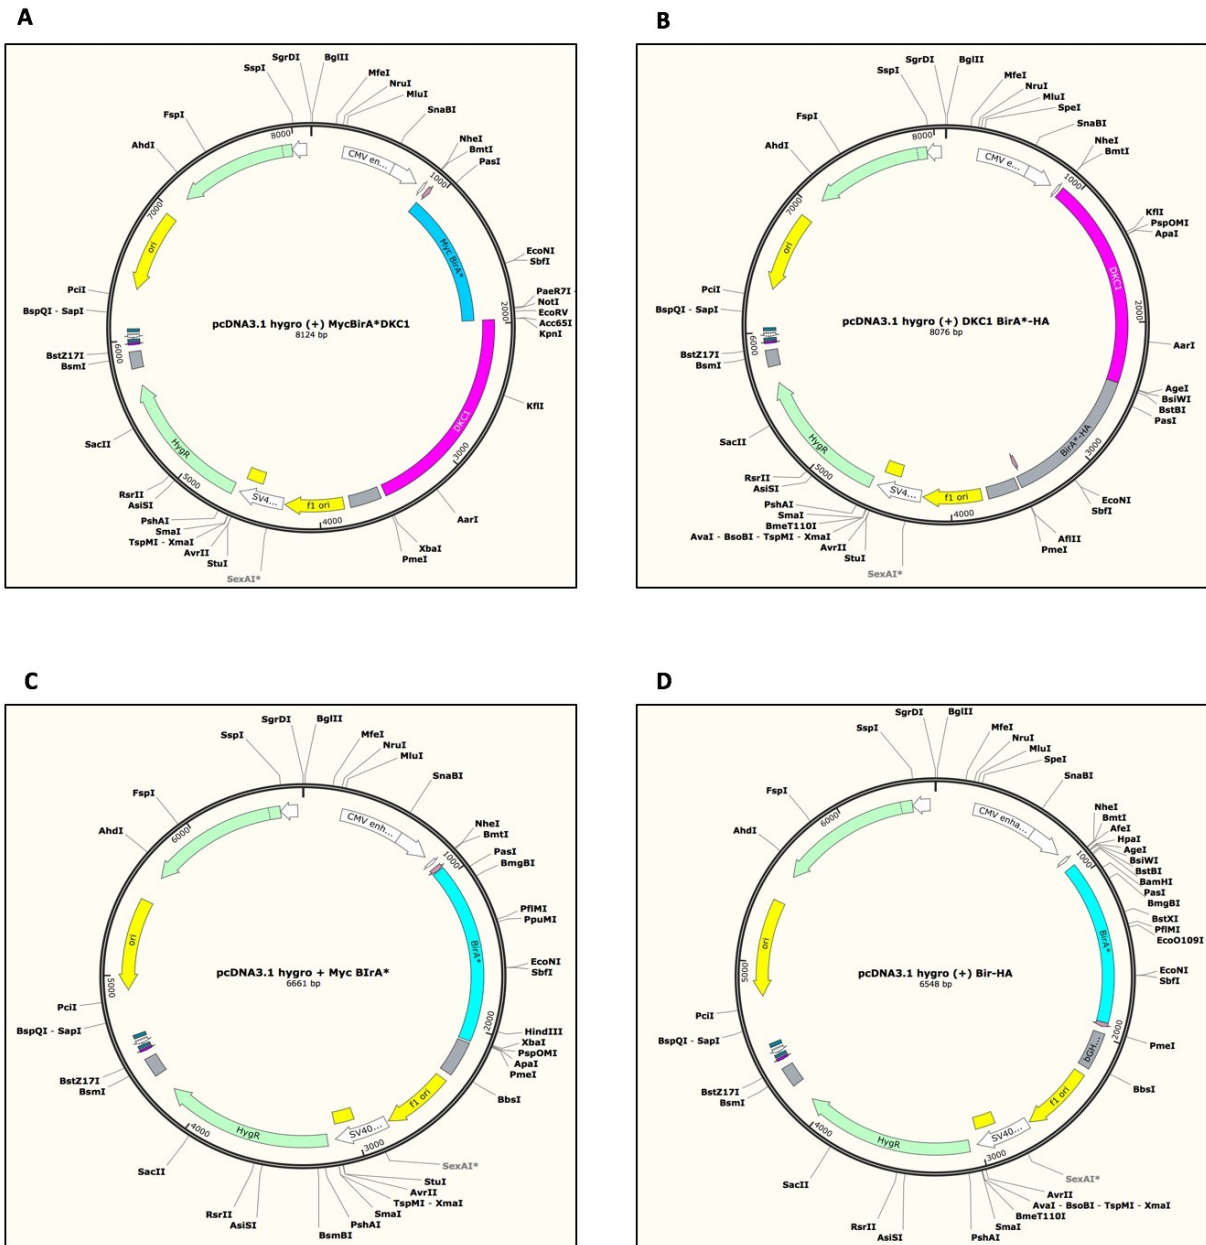 A
SgrDI
BglII
SspI
MfeI
NruI
MluI
FspI
SnaBI
AhdI
8000
CMV en...
NheI
BmtI
PasI
1000
7000
ori
Myc BirA*
EcoNI
SbfI
PciI
BspQI - SapI
PaeR7I
NotI
EcoRV
Acc65I
KpnI
2000
pcDNA3.1 hygro (+) MycBirA*DKC1
8124 bp
6000
BstZ17I
BsmI
KflI
DKC1
SacII
HygR
3000
RsrII
AsiSI
5000
SV4...
f1 ori
4000
AarI
PshAI
SmaI
TspMI - XmaI
AvrII
StuI
XbaI
PmeI
SexAI*
B
SgrDI
BglII
SspI
MfeI
NruI
MluI
SpeI
FspI
SnaBI
AhdI
8000
CMV e...
NheI
BmtI
1000
7000
ori
KflI
PspOMI
ApaI
DKC1
PciI
BspQI - SapI
2000
pcDNA3.1 hygro (+) DKC1 BirA*-HA
8076 bp
6000
BstZ17I
BsmI
AarI
AgeI
BsiWI
BstBI
PasI
SacII
HygR
BirA*-HA
3000
RsrII
AsiSI
5000
SV4...
f1 ori
4000
EcoNI
SbfI
PshAI
SmaI
BmeT110I
AvaI - BsoBI - TspMI - XmaI
AvrII
StuI
AflII
PmeI
SexAI*
C
SgrDI
BglII
SspI
MfeI
NruI
MluI
FspI
SnaBI
AhdI
6000
CMV enh...
NheI
BmtI
PasI
BmgBI
1000
PflMI
PpuMI
ori
BirA*
EcoNI
SbfI
5000
pcDNA3.1 hygro + Myc BIrA*
6661 bp
PciI
BspQI - SapI
2000
HindIII
XbaI
PspOMI
ApaI
PmeI
BstZ17I
BsmI
BbsI
f1 ori
HygR
SV40...
4000
3000
SacII
SexAI*
StuI
AvrII
TspMI - XmaI
SmaI
PshAI
BsmBI
RsrII
AsiSI
D
SgrDI
BglII
SspI
MfeI
NruI
MluI
SpeI
FspI
SnaBI
AhdI
6000
CMV enha...
NheI
BmtI
AfeI
HpaI
AgeI
BsiWI
BstBI
BamHI
PasI
BmgBI
1000
BstXI
PflMI
EcoO109I
ori
BirA*
EcoNI
SbfI
5000
pcDNA3.1 hygro (+) Bir-HA
6548 bp
PciI
BspQI - SapI
2000
PmeI
bGH...
BstZ17I
BsmI
BbsI
f1 ori
HygR
SV40...
4000
3000
SacII
SexAI*
AvrII
AvaI - BsoBI - TspMI - XmaI
BmeT110I
SmaI
PshAI
RsrII
AsiSI